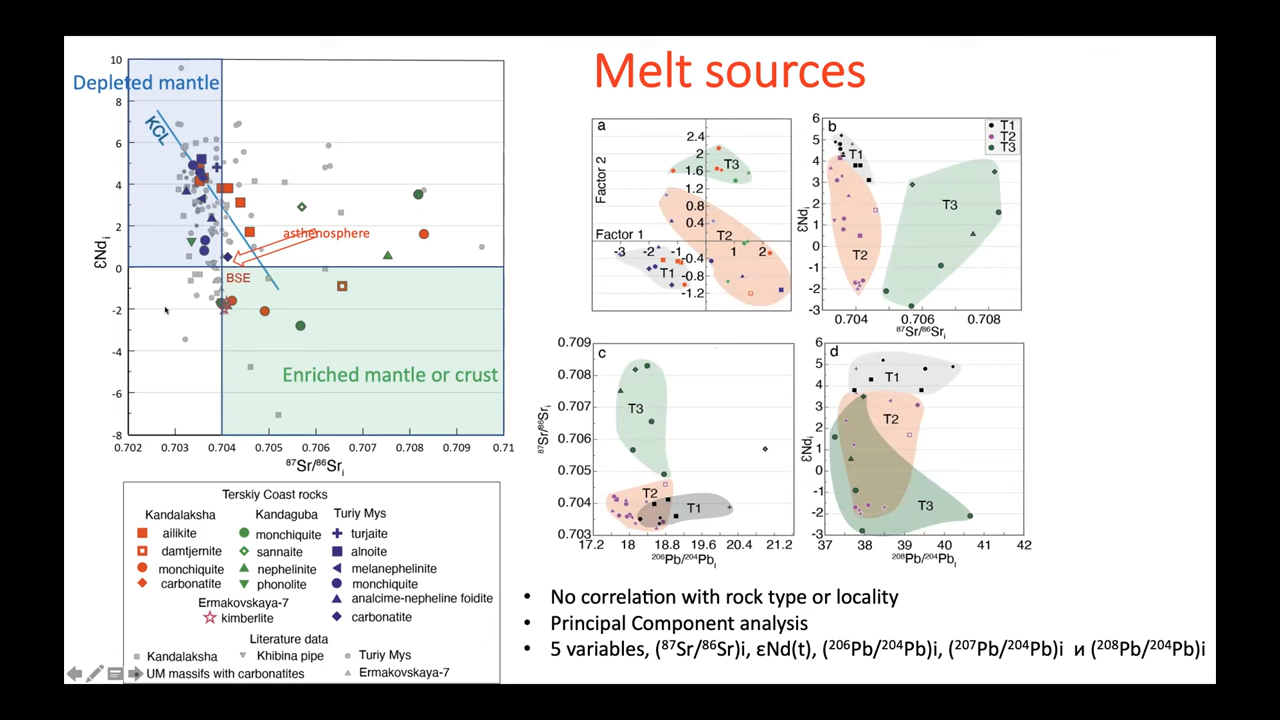 Melt sources
10
8
6
4
2
0
-2
-4
-6
-8
εNdi
Depleted mantle
KCL
asthenosphere
BSE
Enriched mantle or crust
0.702 0.703 0.704 0.705 0.706 0.707 0.708 0.709 0.71
87Sr/86Sri
Terskiy Coast rocks
Kandalaksha
ailikite
damtjernite
monchiquite
carbonatite
Kandaguba
monchiquite
sannaite
nephelinite
phonolite
Turiy Mys
turjaite
alnoite
melanephelinite
monchiquite
analcime-nepheline foidite
carbonatite
Ermakovskaya-7
kimberlite
Literature data
Kandalaksha Khibina pipe Turiy Mys
UM massifs with carbonatites Ermakovskaya-7
a
Factor 2
2.4
2
1.6
1.2
0.8
0.4
Factor 1
-3 -2 -1 1 2
-0.4
-0.8
-1.2
T3
T2
T1
b
T1
T2
T3
6
5
4
3
2
1
0
-1
-2
-3
εNdi
T1
T3
T2
0.704 0.706 0.708
87Sr/86Sri
c
0.709
0.708
0.707
0.706
0.705
0.704
0.703
87Sr/86Sri
T3
T2
T1
17.2 18 18.8 19.6 20.4 21.2
206Pb/204Pbi
d
6
5
4
3
2
1
0
-1
-2
-3
εNdi
T1
T2
T3
37 38 39 40 41 42
208Pb/204Pbi
• No correlation with rock type or locality
• Principal Component analysis
• 5 variables, (87Sr/86Sr)i, εNd(t), (206Pb/204Pb)i, (207Pb/204Pb)i и (208Pb/204Pb)i